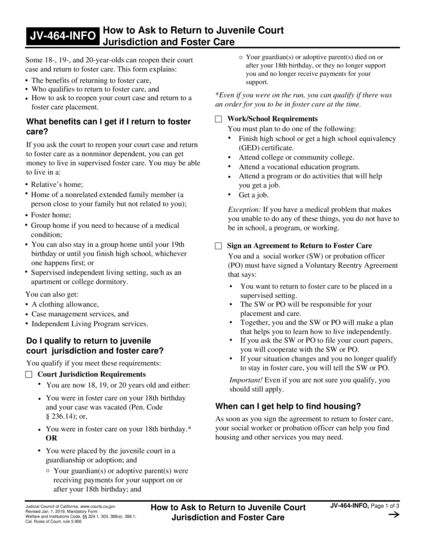 JV-464-INFO
How to Ask to Return to Juvenile Court
Jurisdiction and Foster Care
Some 18-, 19-, and 20-year-olds can reopen their court
case and return to foster care. This form explains:
• The benefits of returning to foster care,
• Who qualifies to return to foster care, and
• How to ask to reopen your court case and return to a
foster care placement.
What benefits can I get if I return to foster
care?
If you ask the court to reopen your court case and return
to foster care as a nonminor dependent, you can get
money to live in supervised foster care. You may be able
to live in a:
• Relative's home;
• Home of a nonrelated extended family member (a
person close to your family but not related to you);
• Foster home;
• Group home if you need to because of a medical
condition;
• You can also stay in a group home until your 19th
birthday or until you finish high school, whichever
one happens first; or
• Supervised independent living setting, such as an
apartment or college dormitory.
You can also get:
• A clothing allowance,
• Case management services, and
• Independent Living Program services.
Do I qualify to return to juvenile
court jurisdiction and foster care?
You qualify if you meet these requirements:
Court Jurisdiction Requirements
• You are now 18, 19, or 20 years old and either:
• You were in foster care on your 18th birthday
and your case was vacated (Pen. Code
§ 236.14); or,
• You were in foster care on your 18th birthday.*
OR
• You were placed by the juvenile court in a
guardianship or adoption; and
○ Your guardian(s) or adoptive parent(s) were
receiving payments for your support on or
after your 18th birthday; and
○ Your guardian(s) or adoptive parent(s) died on or
after your 18th birthday, or they no longer support
you and no longer receive payments for your
support.
*Even if you were on the run, you can qualify if there was
an order for you to be in foster care at the time.
Work/School Requirements
You must plan to do one of the following:
• Finish high school or get a high school equivalency
(GED) certificate.
• Attend college or community college.
• Attend a vocational education program.
• Attend a program or do activities that will help
you get a job.
• Get a job.
Exception: If you have a medical problem that makes
you unable to do any of these things, you do not have to
be in school, a program, or working.
Sign an Agreement to Return to Foster Care
You and a social worker (SW) or probation officer
(PO) must have signed a Voluntary Reentry Agreement
that says:
• You want to return to foster care to be placed in a
supervised setting.
• The SW or PO will be responsible for your
placement and care.
• Together, you and the SW or PO will make a plan
that helps you to learn how to live independently.
• If you ask the SW or PO to file your court papers,
you will cooperate with the SW or PO.
• If your situation changes and you no longer qualify
to stay in foster care, you will tell the SW or PO.
Important! Even if you are not sure you qualify, you
should still apply.
When can I get help to find housing?
As soon as you sign the agreement to return to foster care,
your social worker or probation officer can help you find
housing and other services you may need.
Judicial Council of California, www.courts.ca.gov
Revised Jan. 1, 2019, Mandatory Form
Welfare and Institutions Code, §§ 224.1, 303, 388(e), 388.1;
Cal. Rules of Court, rule 5.906
How to Ask to Return to Juvenile Court
Jurisdiction and Foster Care
JV-464-INFO, Page 1 of 3